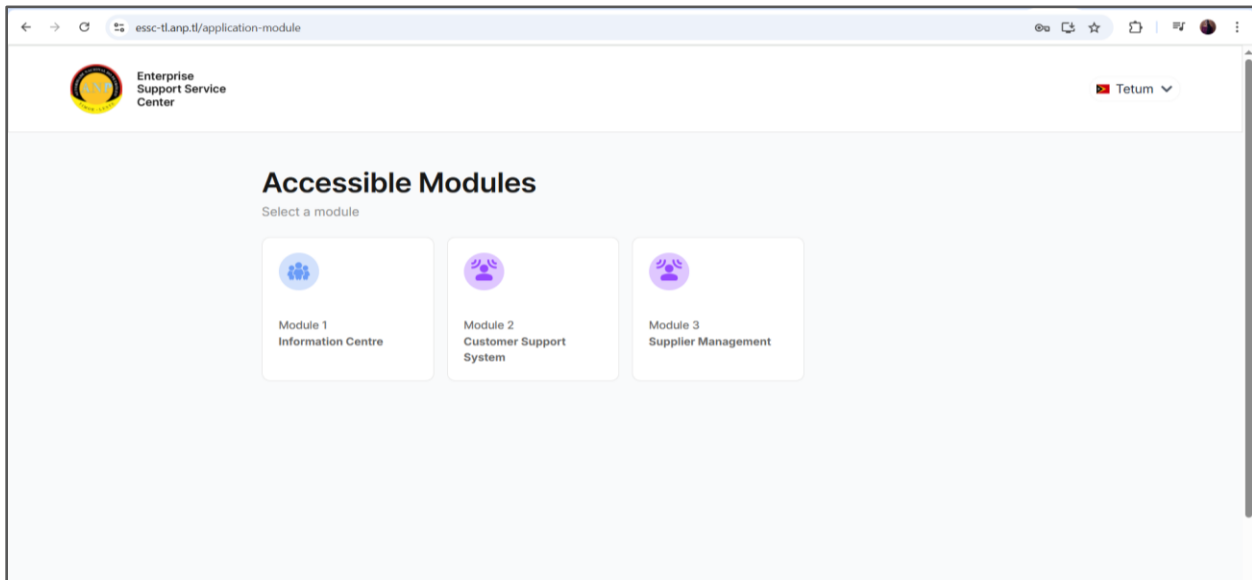 essc-tl.anp.tl/application-module
Enterprise
Support Service
Center
Tetum
Accessible Modules
Select a module
Module 1
Information Centre
Module 2
Customer Support
System
Module 3
Supplier Management